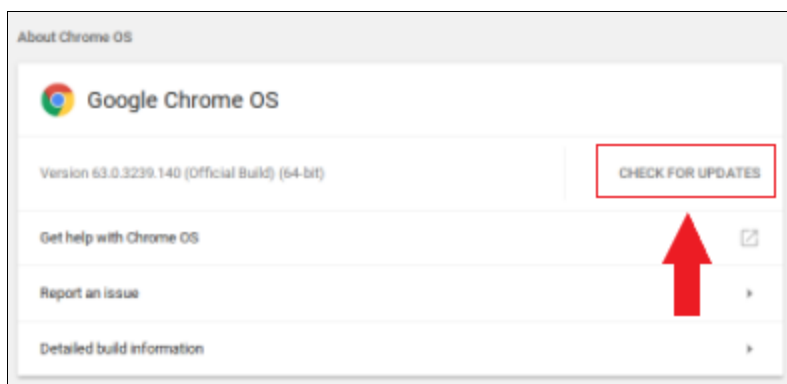 About Chrome OS
Google Chrome OS
Version 63.0.3239.140 (Official Build) (64-bit)
CHECK FOR UPDATES
Get help with Chrome OS
Report an issue
Detailed build information